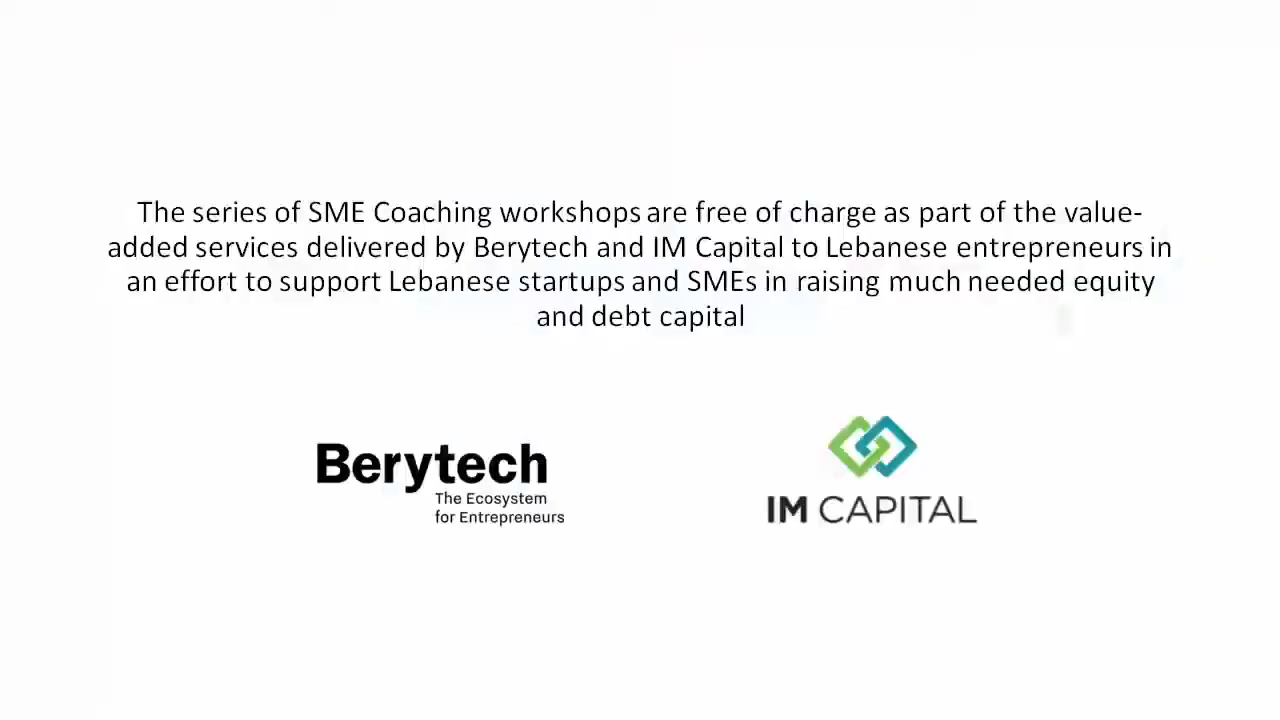 The series of SME Coaching workshops are free of charge as part of the value-
added services delivered by Berytech and IM Capital to Lebanese entrepreneurs in
an effort to support Lebanese startups and SMEs in raising much needed equity
and debt capital
Berytech
The Ecosystem
for Entrepreneurs
IM CAPITAL